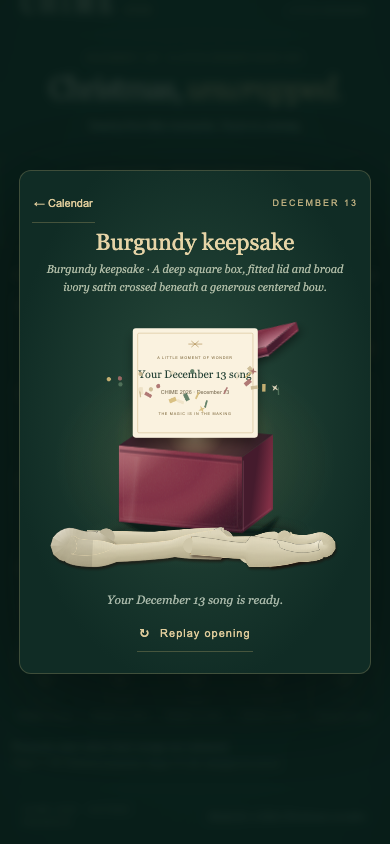 Christmas, unwrapped.
← Calendar
DECEMBER 13
Burgundy keepsake
Burgundy keepsake · A deep square box, fitted lid and broad
ivory satin crossed beneath a generous centered bow.
A LITTLE MOMENT OF WONDER
Your December 13 song
CHIME 2026 · December 13
THE MAGIC IS IN THE MAKING
Your December 13 song is ready.
↻ Replay opening